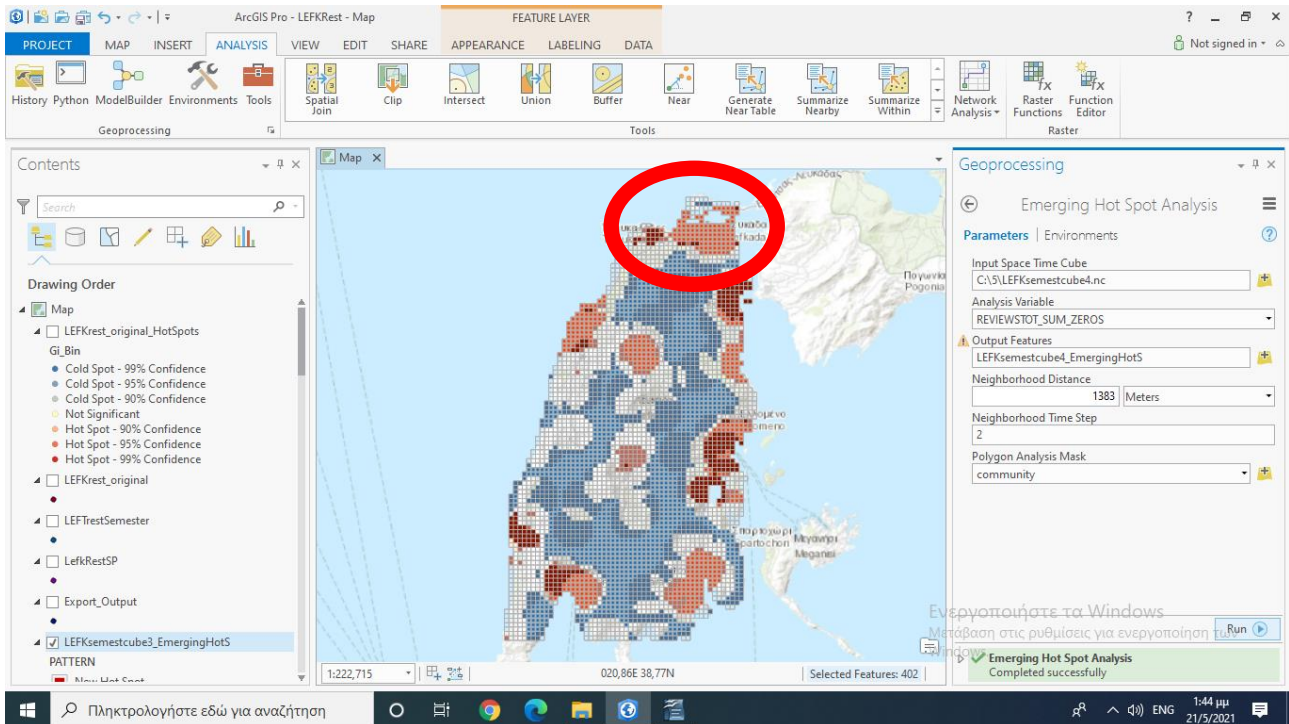 ArcGIS Pro - LEFKRest - Map
FEATURE LAYER
PROJECT MAP INSERT ANALYSIS VIEW EDIT SHARE APPEARANCE LABELING DATA
Not signed in
History Python ModelBuilder Environments Tools
Spatial Join
Clip
Intersect
Union
Buffer
Near
Generate Near Table
Summarize Nearby
Summarize Within
Network Analysis
Raster Functions
Function Editor
Geoprocessing
Tools
Raster
Contents
Search
Drawing Order
Map
LEFKrest_original_HotSpots
Gi_Bin
Cold Spot - 99% Confidence
Cold Spot - 95% Confidence
Cold Spot - 90% Confidence
Not Significant
Hot Spot - 90% Confidence
Hot Spot - 95% Confidence
Hot Spot - 99% Confidence
LEFKrest_original
LEFTrestSemester
LefkRestSP
Export_Output
LEFKsemestcube3_EmergingHotS
PATTERN
New Hot Spot
Map
Pogonia
Μεγανήσι
Meganisi
1:222,715
020,86E 38,77N
Selected Features: 402
Geoprocessing
Emerging Hot Spot Analysis
Parameters | Environments
Input Space Time Cube
C:\5\LEFKsemestcube4.nc
Analysis Variable
REVIEWSTOT_SUM_ZEROS
Output Features
LEFKsemestcube4_EmergingHotS
Neighborhood Distance
1383 Meters
Neighborhood Time Step
2
Polygon Analysis Mask
community
Ενεργοποιήστε τα Windows
Μετάβαση στις ρυθμίσεις για ενεργοποίηση των
Windows
Run
Emerging Hot Spot Analysis
Completed successfully
Πληκτρολογήστε εδώ για αναζήτηση
ENG
1:44 μμ
21/5/2021